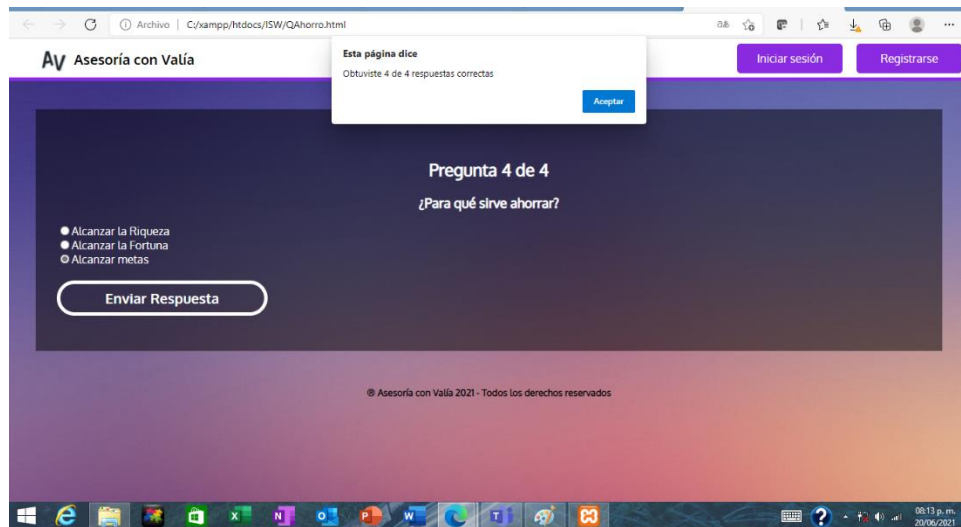 Archivo | C:/xampp/htdocs/ISW/QAhorro.html
AV Asesoría con Valía
Iniciar sesión
Registrarse
Esta página dice
Obtuviste 4 de 4 respuestas correctas
Aceptar
Pregunta 4 de 4
¿Para qué sirve ahorrar?
Alcanzar la Riqueza
Alcanzar la Fortuna
Alcanzar metas
Enviar Respuesta
® Asesoría con Valía 2021 - Todos los derechos reservados
08:13 p. m.
20/06/2021